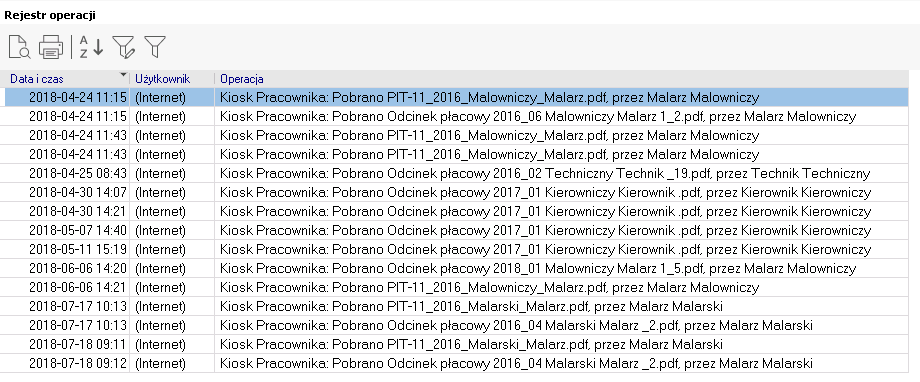 Rejestr operacji
A
Z
Data i czas Użytkownik Operacja
2018-04-24 11:15 (Internet) Kiosk Pracownika: Pobrano PIT-11_2016_Malowniczy_Malarz.pdf, przez Malarz Malowniczy
2018-04-24 11:15 (Internet) Kiosk Pracownika: Pobrano Odcinek płacowy 2016_06 Malowniczy Malarz 1_2.pdf, przez Malarz Malowniczy
2018-04-24 11:43 (Internet) Kiosk Pracownika: Pobrano PIT-11_2016_Malowniczy_Malarz.pdf, przez Malarz Malowniczy
2018-04-24 11:43 (Internet) Kiosk Pracownika: Pobrano PIT-11_2016_Malowniczy_Malarz.pdf, przez Malarz Malowniczy
2018-04-25 08:43 (Internet) Kiosk Pracownika: Pobrano Odcinek płacowy 2016_02 Techniczny Technik _19.pdf, przez Technik Techniczny
2018-04-30 14:07 (Internet) Kiosk Pracownika: Pobrano Odcinek płacowy 2017_01 Kierowniczy Kierownik .pdf, przez Kierownik Kierowniczy
2018-04-30 14:21 (Internet) Kiosk Pracownika: Pobrano Odcinek płacowy 2017_01 Kierowniczy Kierownik .pdf, przez Kierownik Kierowniczy
2018-05-07 14:40 (Internet) Kiosk Pracownika: Pobrano Odcinek płacowy 2017_01 Kierowniczy Kierownik .pdf, przez Kierownik Kierowniczy
2018-05-11 15:19 (Internet) Kiosk Pracownika: Pobrano Odcinek płacowy 2017_01 Kierowniczy Kierownik .pdf, przez Kierownik Kierowniczy
2018-06-06 14:20 (Internet) Kiosk Pracownika: Pobrano Odcinek płacowy 2018_01 Malowniczy Malarz 1_5.pdf, przez Malarz Malowniczy
2018-06-06 14:21 (Internet) Kiosk Pracownika: Pobrano PIT-11_2016_Malowniczy_Malarz.pdf, przez Malarz Malowniczy
2018-07-17 10:13 (Internet) Kiosk Pracownika: Pobrano PIT-11_2016_Malarski_Malarz.pdf, przez Malarz Malarski
2018-07-17 10:13 (Internet) Kiosk Pracownika: Pobrano Odcinek płacowy 2016_04 Malarski Malarz _2.pdf, przez Malarz Malarski
2018-07-18 09:11 (Internet) Kiosk Pracownika: Pobrano PIT-11_2016_Malarski_Malarz.pdf, przez Malarz Malarski
2018-07-18 09:12 (Internet) Kiosk Pracownika: Pobrano Odcinek płacowy 2016_04 Malarski Malarz _2.pdf, przez Malarz Malarski